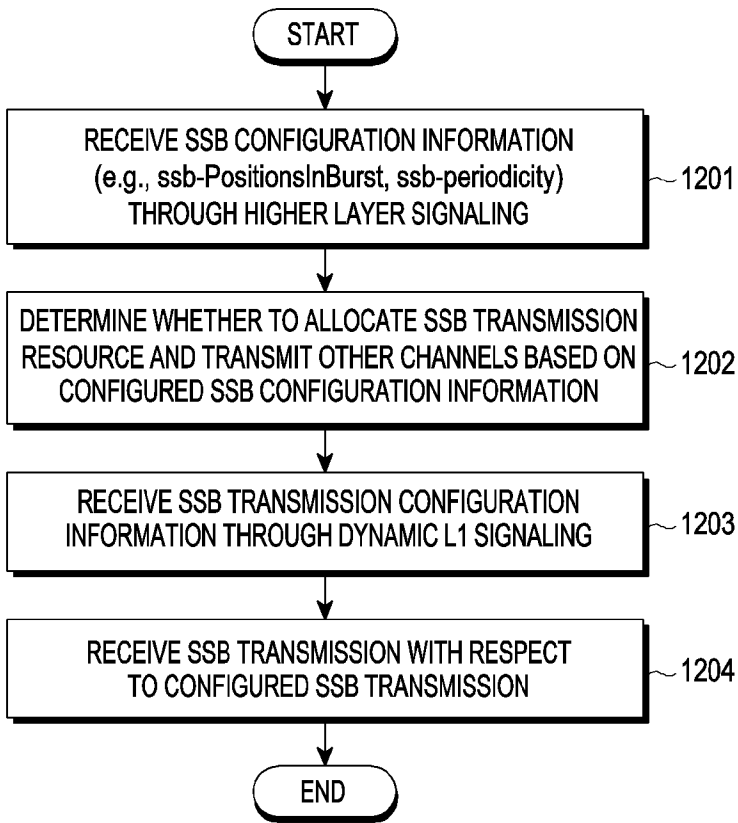 START
RECEIVE SSB CONFIGURATION INFORMATION
(e.g., ssb-PositionsInBurst, ssb-periodicity)
THROUGH HIGHER LAYER SIGNALING
1201
DETERMINE WHETHER TO ALLOCATE SSB TRANSMISSION
RESOURCE AND TRANSMIT OTHER CHANNELS BASED ON
CONFIGURED SSB CONFIGURATION INFORMATION
1202
RECEIVE SSB TRANSMISSION CONFIGURATION
INFORMATION THROUGH DYNAMIC L1 SIGNALING
1203
RECEIVE SSB TRANSMISSION WITH RESPECT
TO CONFIGURED SSB TRANSMISSION
1204
END